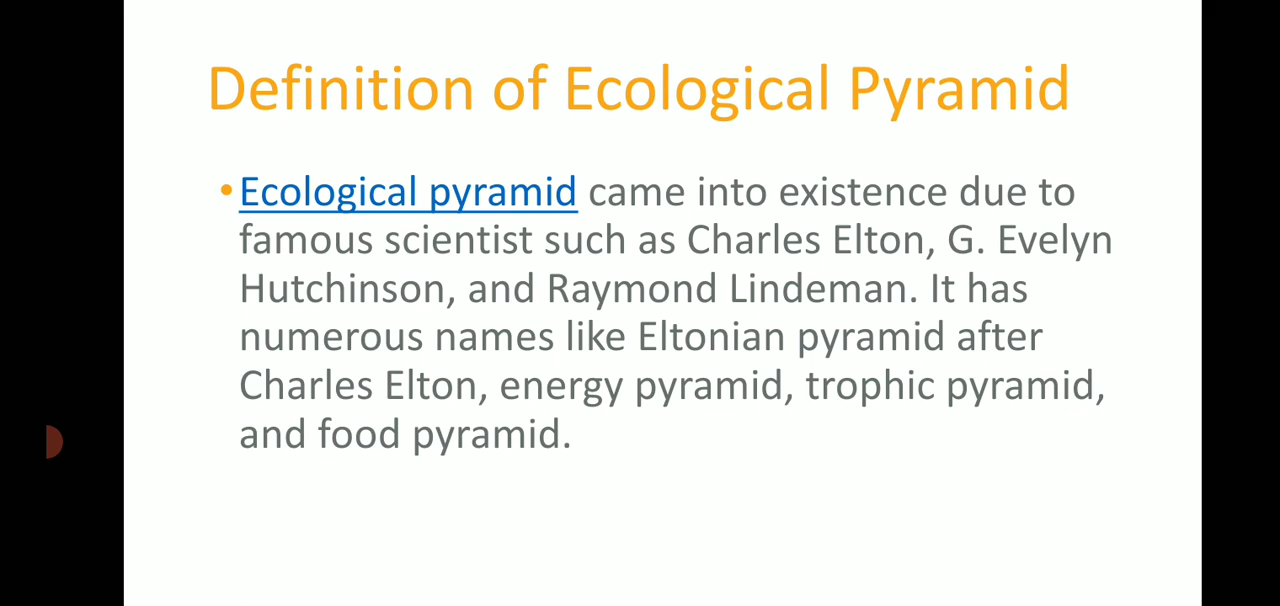 Definition of Ecological Pyramid
•Ecological pyramid came into existence due to
famous scientist such as Charles Elton, G. Evelyn
Hutchinson, and Raymond Lindeman. It has
numerous names like Eltonian pyramid after
Charles Elton, energy pyramid, trophic pyramid,
and food pyramid.